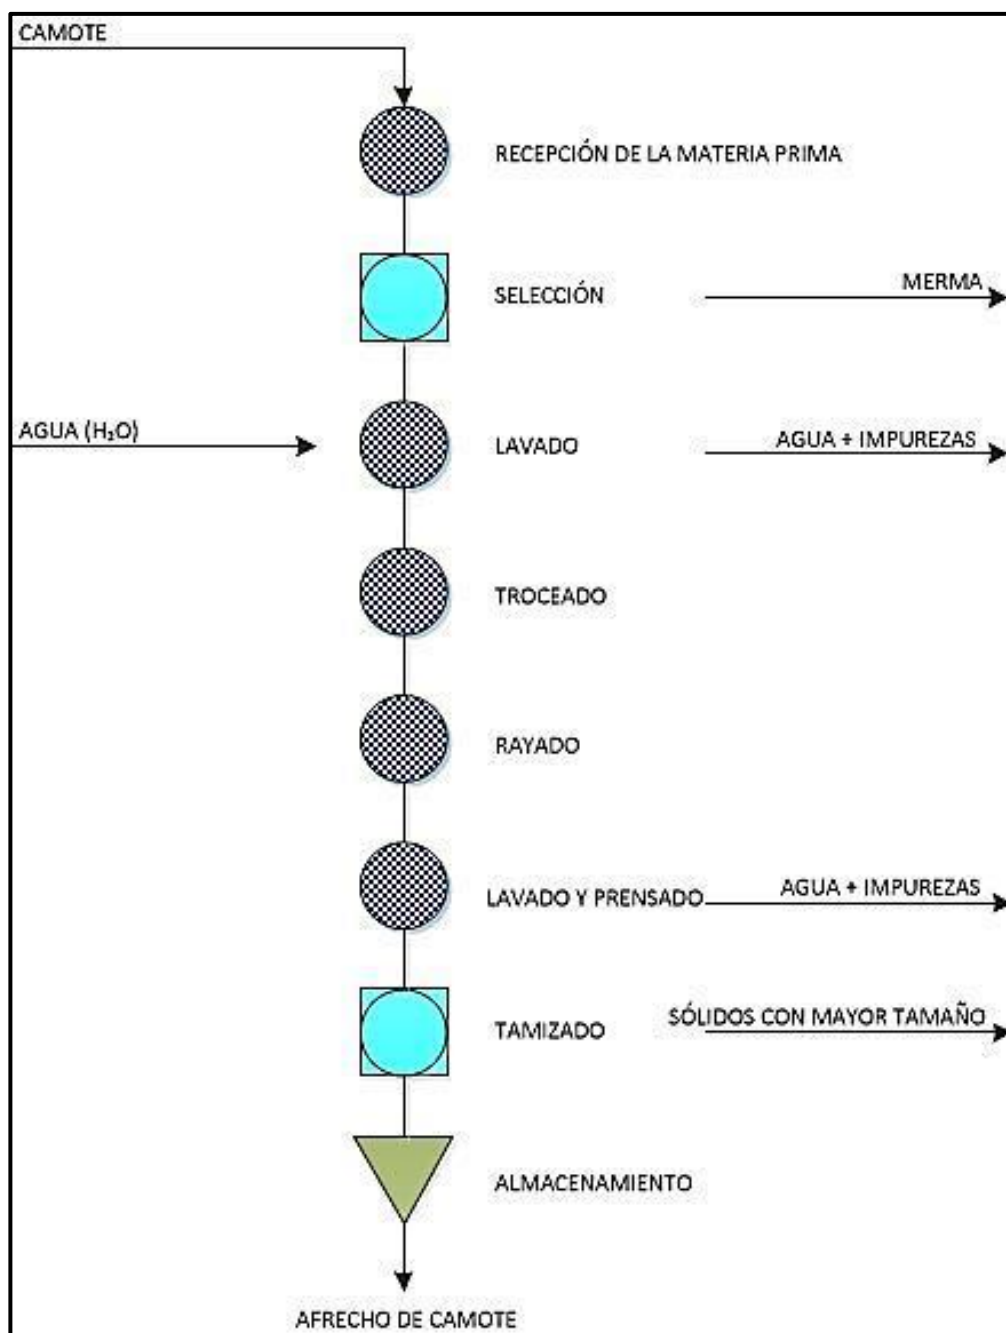 CAMOTE
RECEPCIÓN DE LA MATERIA PRIMA
SELECCIÓN
MERMA
AGUA (H₂O)
LAVADO
AGUA + IMPUREZAS
TROCEADO
RAYADO
LAVADO Y PRENSADO
AGUA + IMPUREZAS
TAMIZADO
SÓLIDOS CON MAYOR TAMAÑO
ALMACENAMIENTO
AFRECHO DE CAMOTE